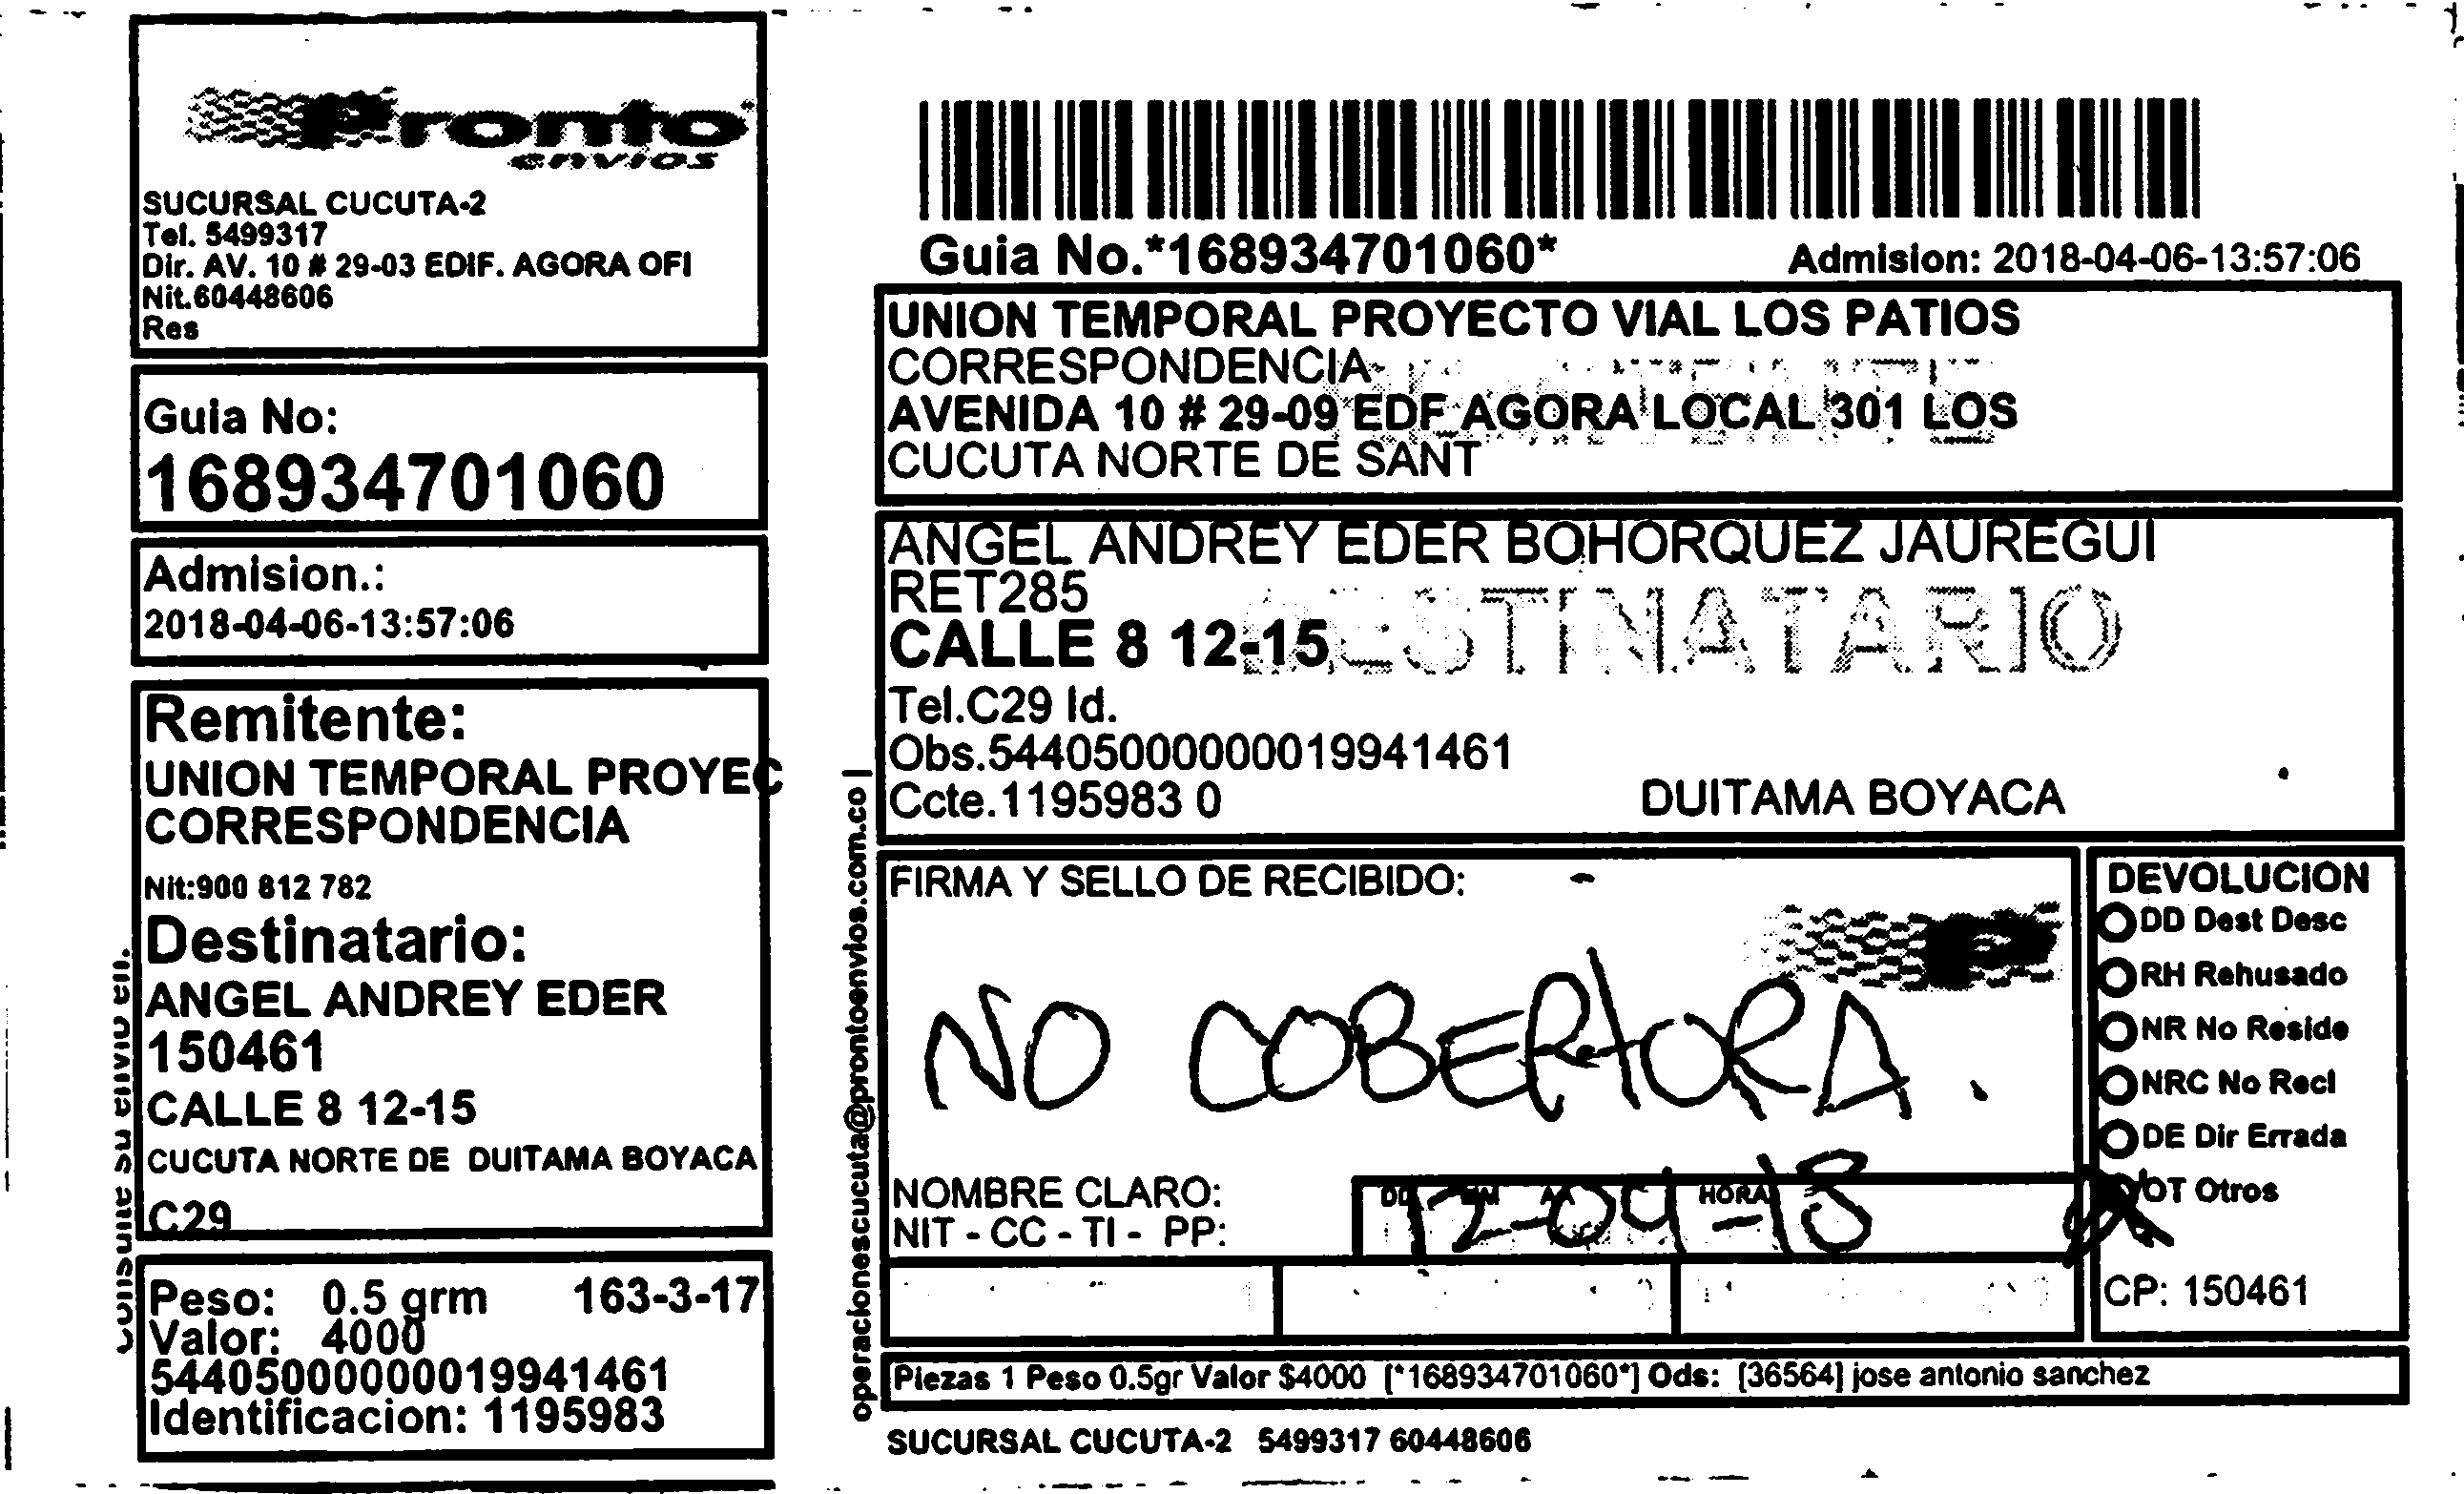 Pronto
envios
SUCURSAL CUCUTA-2
Tel. 5499317
Dir. AV. 10 # 29-03 EDIF. AGORA OFI
Nit.60448606
Res
Guia No:
168934701060
Admision.:
2018-04-06-13:57:06
Remitente:
UNION TEMPORAL PROYEC
CORRESPONDENCIA
Nit:900 812 782
Destinatario:
ANGEL ANDREY EDER
150461
CALLE 8 12-15
CUCUTA NORTE DE DUITAMA BOYACA
C29
Peso: 0.5 grm 163-3-17
Valor: 4000
544050000000019941461
Identificacion: 1195983
su envio en.
operacionescucuta@prontoenvios.com.co |
Guia No.*168934701060*
Admision: 2018-04-06-13:57:06
UNION TEMPORAL PROYECTO VIAL LOS PATIOS
CORRESPONDENCIA
AVENIDA 10 # 29-09 EDF AGORA LOCAL 301 LOS
CUCUTA NORTE DE SANT
ANGEL ANDREY EDER BOHORQUEZ JAUREGUI
RET285
DESTINATARIO
CALLE 8 12-15
Tel.C29 Id.
Obs.544050000000019941461
Ccte.1195983 0
DUITAMA BOYACA
FIRMA Y SELLO DE RECIBIDO:
NO COBERTORA.
NOMBRE CLARO:
NIT - CC - TI - PP:
HORA
12-04-18
DEVOLUCION
DD Dest Desc
RH Rehusado
NR No Reside
NRC No Recl
DE Dir Errada
OT Otros
CP: 150461
Piezas 1 Peso 0.5gr Valor $4000 [*168934701060*] Ods: [36564] jose antonio sanchez
SUCURSAL CUCUTA-2 5499317 60448606